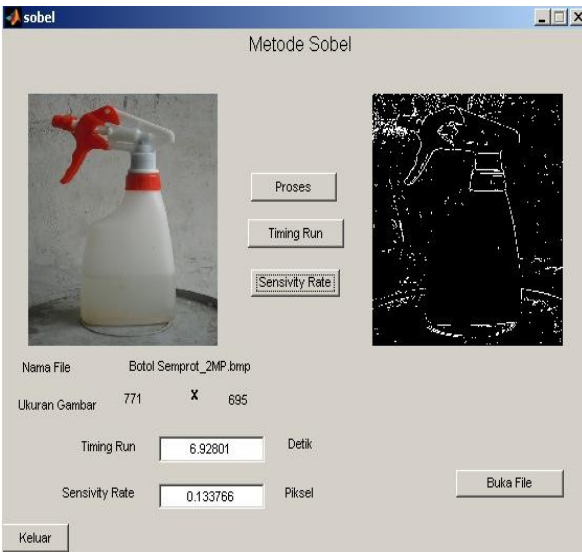 sobel
Metode Sobel
Proses
Timing Run
Sensivity Rate
Nama File Botol Semprot_2MP.bmp
Ukuran Gambar 771 X 695
Timing Run 6.92801 Detik
Sensivity Rate 0.133766 Piksel
Buka File
Keluar